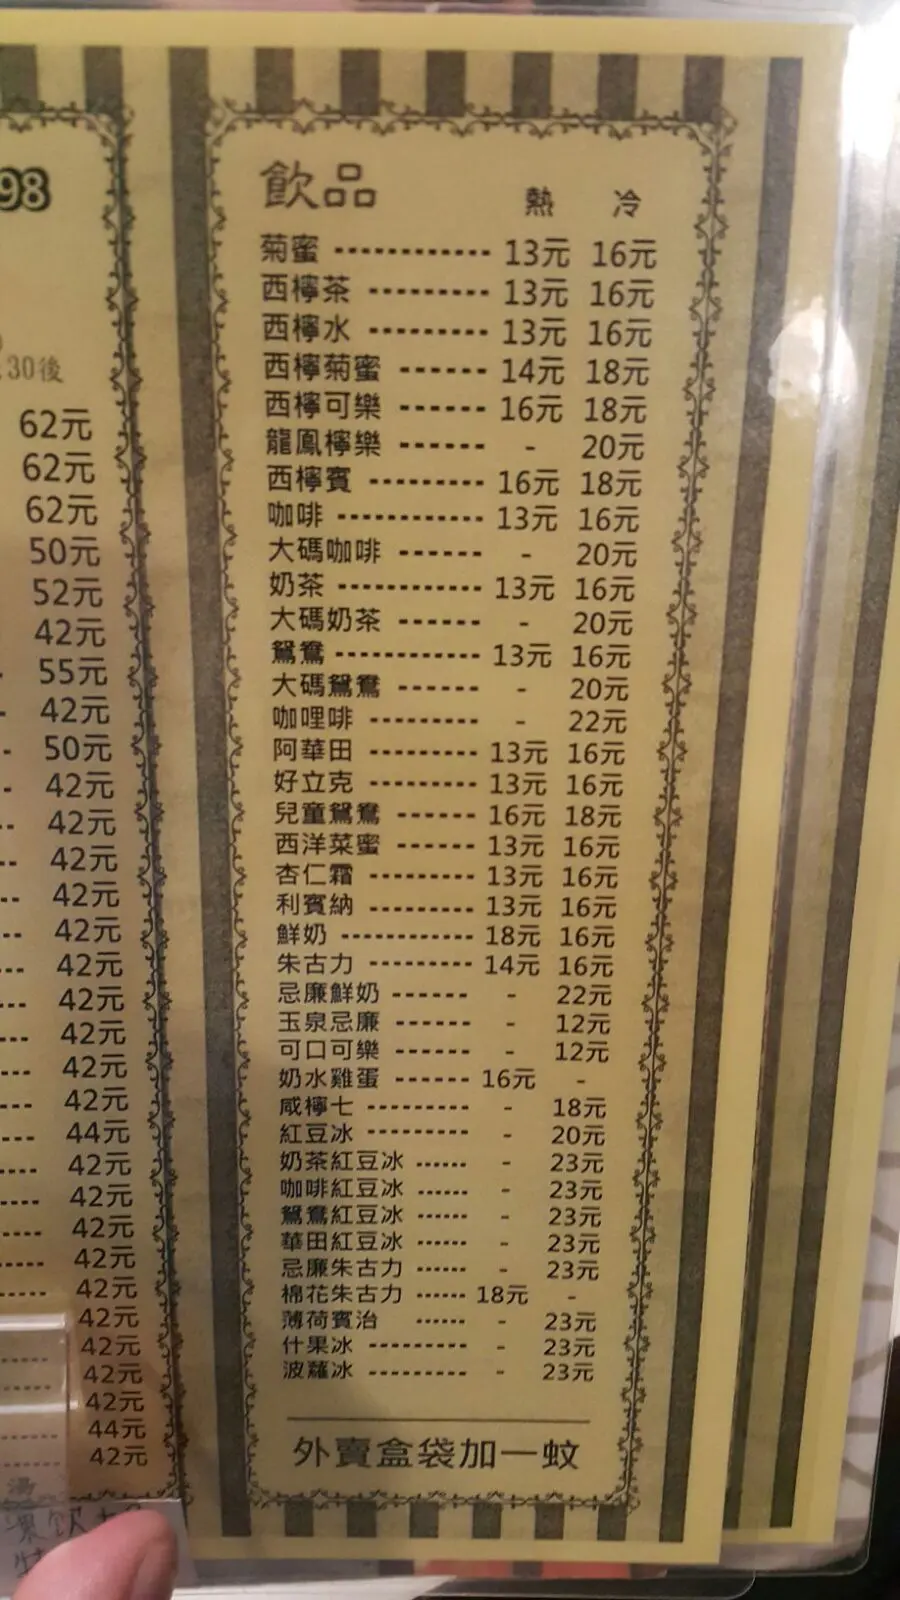 98
.30後
62元
62元
62元
50元
52元
42元
55元
42元
50元
42元
42元
42元
42元
42元
42元
42元
42元
42元
42元
44元
42元
42元
42元
42元
42元
42元
42元
42元
42元
44元
42元
飲品 熱 冷
菊蜜 ------------ 13元 16元
西檸茶 --------- 13元 16元
西檸水 --------- 13元 16元
西檸菊蜜 ------ 14元 18元
西檸可樂 ------ 16元 18元
龍鳳檸樂 ------ - 20元
西檸賓 --------- 16元 18元
咖啡 ------------ 13元 16元
大碼咖啡 ------ - 20元
奶茶 ------------ 13元 16元
大碼奶茶 ------ - 20元
鴛鴦 ------------ 13元 16元
大碼鴛鴦 ------ - 20元
咖哩啡 --------- - 22元
阿華田 --------- 13元 16元
好立克 --------- 13元 16元
兒童鴛鴦 ------ 16元 18元
西洋菜蜜 ------ 13元 16元
杏仁霜 --------- 13元 16元
利賓納 --------- 13元 16元
鮮奶 ------------ 18元 16元
朱古力 --------- 14元 16元
忌廉鮮奶 ------ - 22元
玉泉忌廉 ------ - 12元
可口可樂 ------ - 12元
奶水雞蛋 ------ 16元 -
咸檸七 --------- - 18元
紅豆冰 --------- - 20元
奶茶紅豆冰 ------ - 23元
咖啡紅豆冰 ------ - 23元
鴛鴦紅豆冰 ------ - 23元
華田紅豆冰 ------ - 23元
忌廉朱古力 ------ - 23元
棉花朱古力 ------ 18元 -
薄荷賓治 ------ - 23元
什果冰 --------- - 23元
波蘿冰 --------- - 23元
外賣盒袋加一蚊